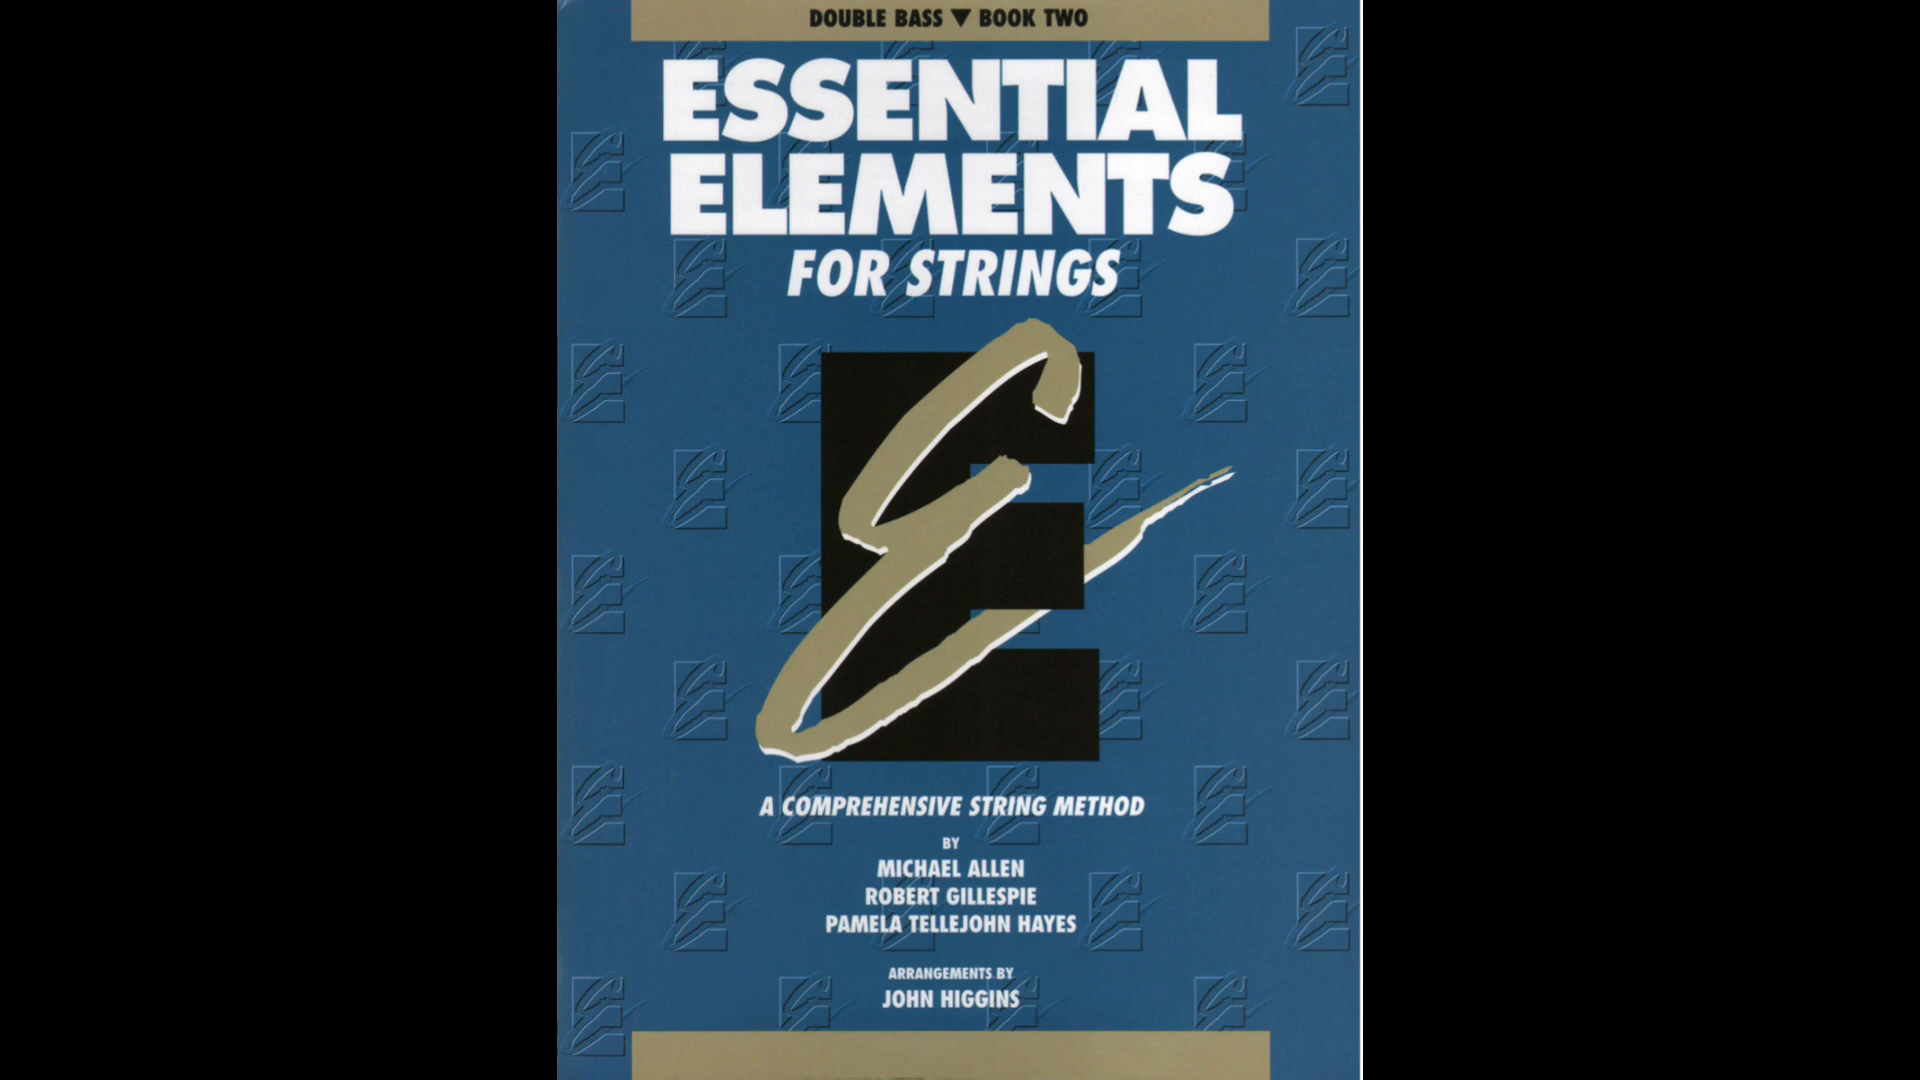 DOUBLE BASS ▼ BOOK TWO
ESSENTIAL
ELEMENTS
FOR STRINGS
A COMPREHENSIVE STRING METHOD
BY
MICHAEL ALLEN
ROBERT GILLESPIE
PAMELA TELLEJOHN HAYES
ARRANGEMENTS BY
JOHN HIGGINS